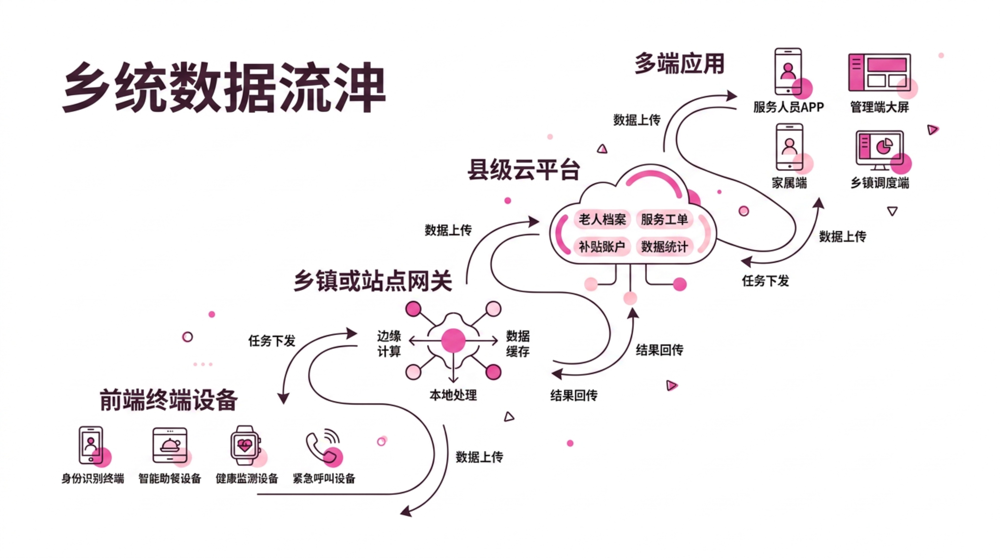 乡统数据流
多端应用
服务人员APP
管理端大屏
数据上传
家属端
乡镇调度端
县级云平台
老人档案
服务工单
补贴账户
数据统计
数据上传
数据上传
任务下发
乡镇或站点网关
边缘
计算
数据
缓存
本地处理
任务下发
结果回传
结果回传
前端终端设备
身份识别终端
智能助餐设备
健康监测设备
紧急呼叫设备
数据上传